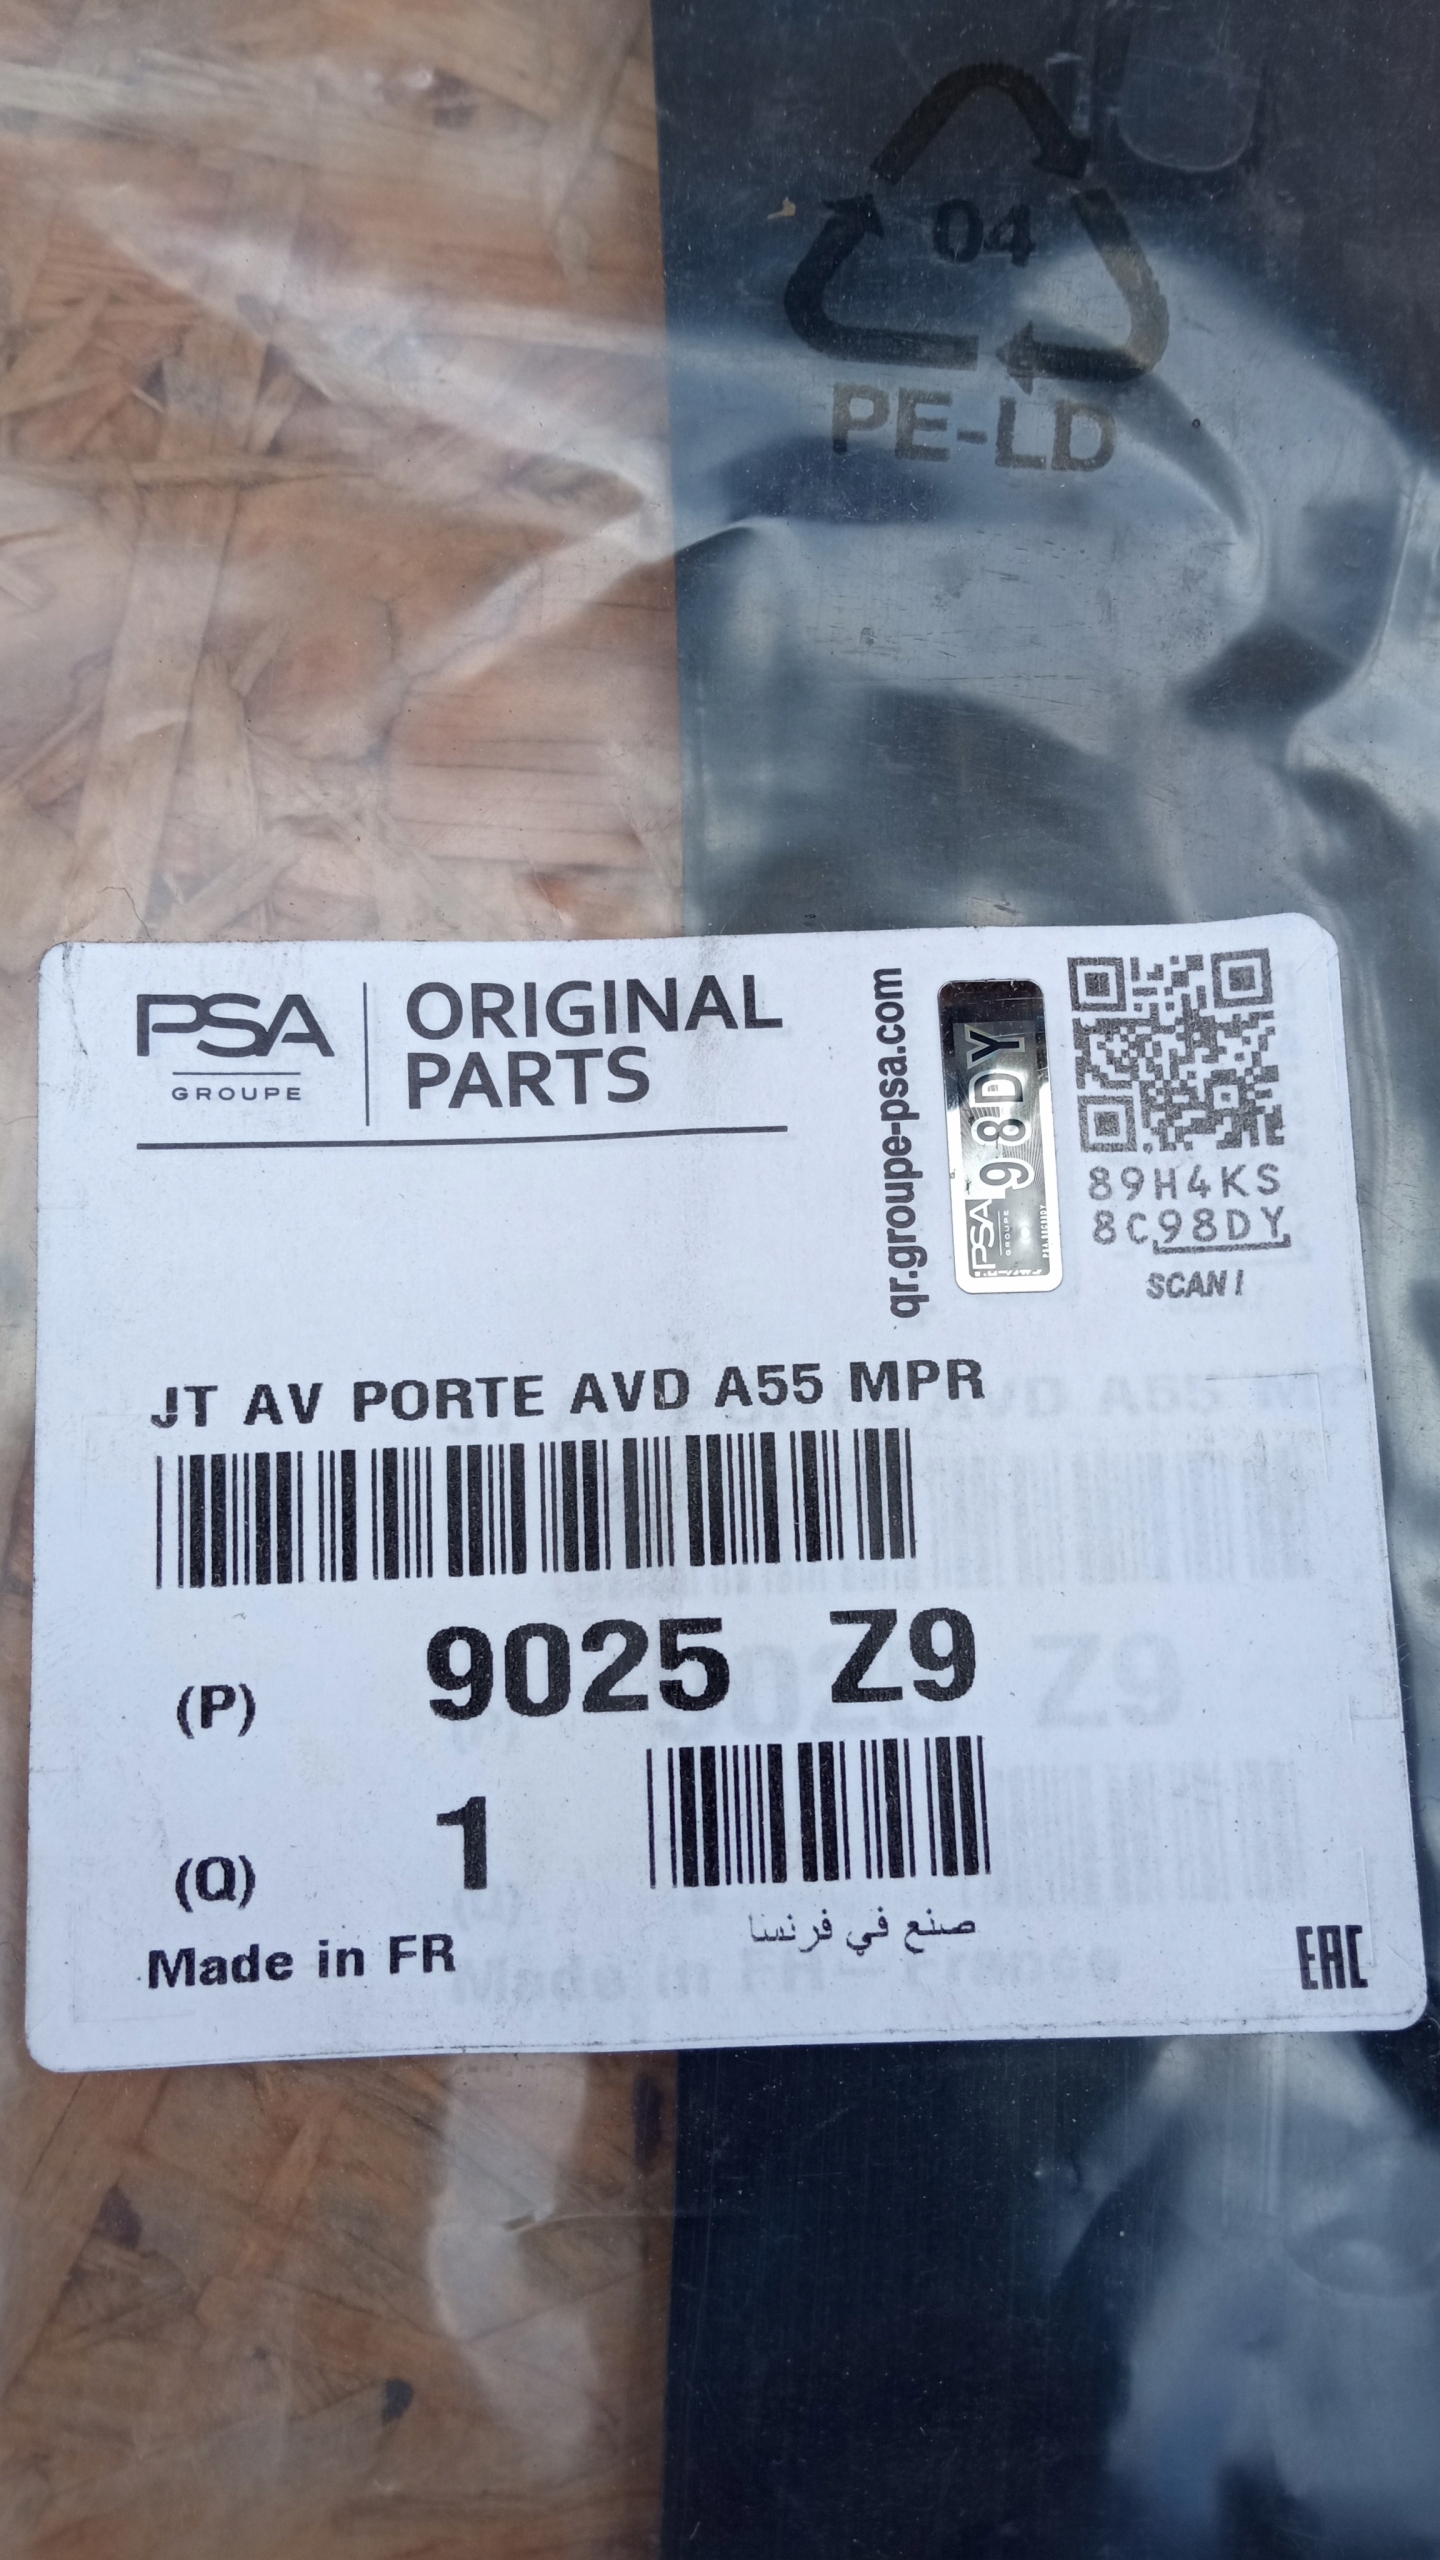 04
PE-LD
PSA
GROUPE
ORIGINAL
PARTS
qr.groupe-psa.com
98DY
PSA
GROUPE
89H4KS
8C98DY
SCAN !
JT AV PORTE AVD A55 MPR
(P) 9025 Z9
(Q) 1
صنع في فرنسا
Made in FR
EAC